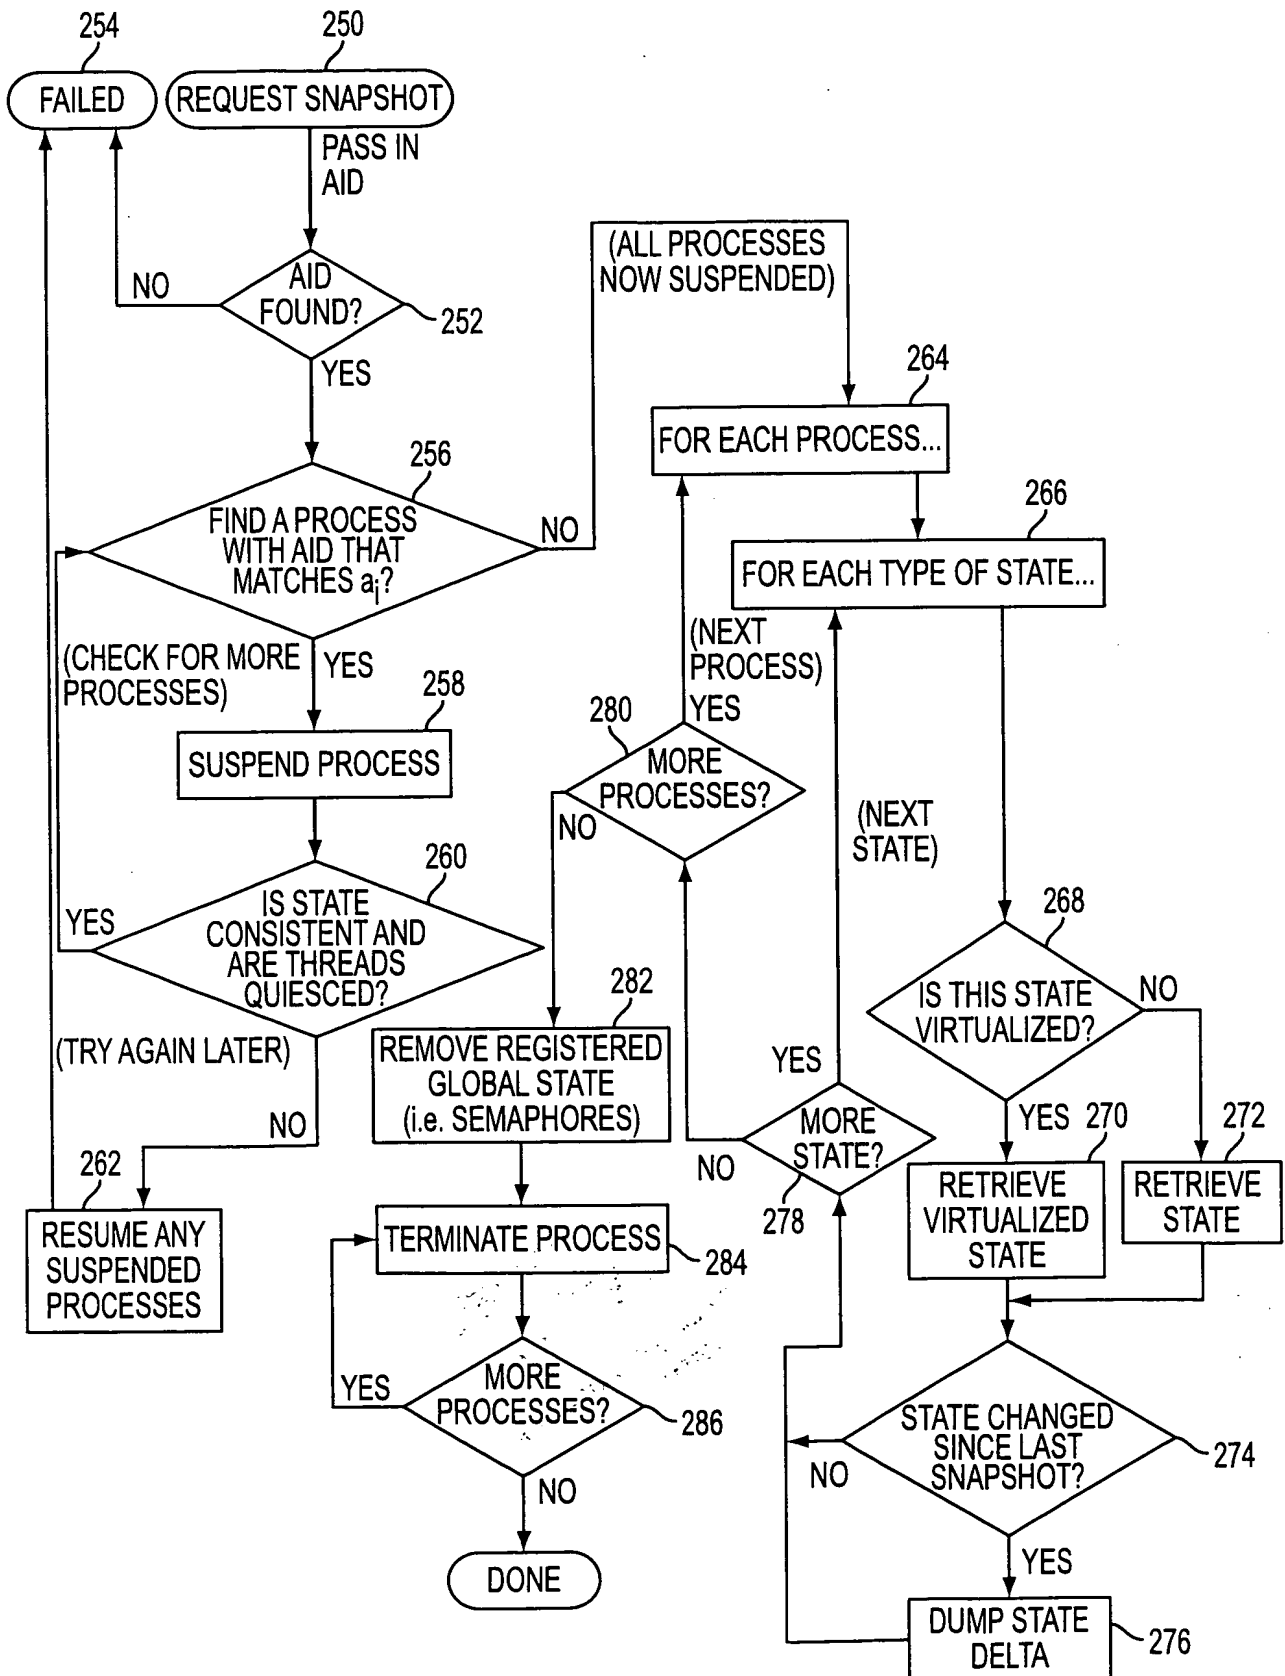 254
250
FAILED
REQUEST SNAPSHOT
PASS IN
AID
NO
AID
FOUND?
252
YES
(ALL PROCESSES
NOW SUSPENDED)
264
FOR EACH PROCESS...
256
FIND A PROCESS
WITH AID THAT
MATCHES ai?
NO
266
FOR EACH TYPE OF STATE...
(CHECK FOR MORE
PROCESSES)
YES
258
SUSPEND PROCESS
(NEXT
PROCESS)
YES
280
MORE
PROCESSES?
NO
(NEXT
STATE)
260
YES
IS STATE
CONSISTENT AND
ARE THREADS
QUIESCED?
268
IS THIS STATE
VIRTUALIZED?
NO
282
REMOVE REGISTERED
GLOBAL STATE
(i.e. SEMAPHORES)
(TRY AGAIN LATER)
NO
YES
MORE
STATE?
NO
278
YES
270
272
RETRIEVE
VIRTUALIZED
STATE
RETRIEVE
STATE
262
RESUME ANY
SUSPENDED
PROCESSES
TERMINATE PROCESS
284
YES
MORE
PROCESSES?
286
STATE CHANGED
SINCE LAST
SNAPSHOT?
274
NO
NO
YES
DONE
DUMP STATE
DELTA
276